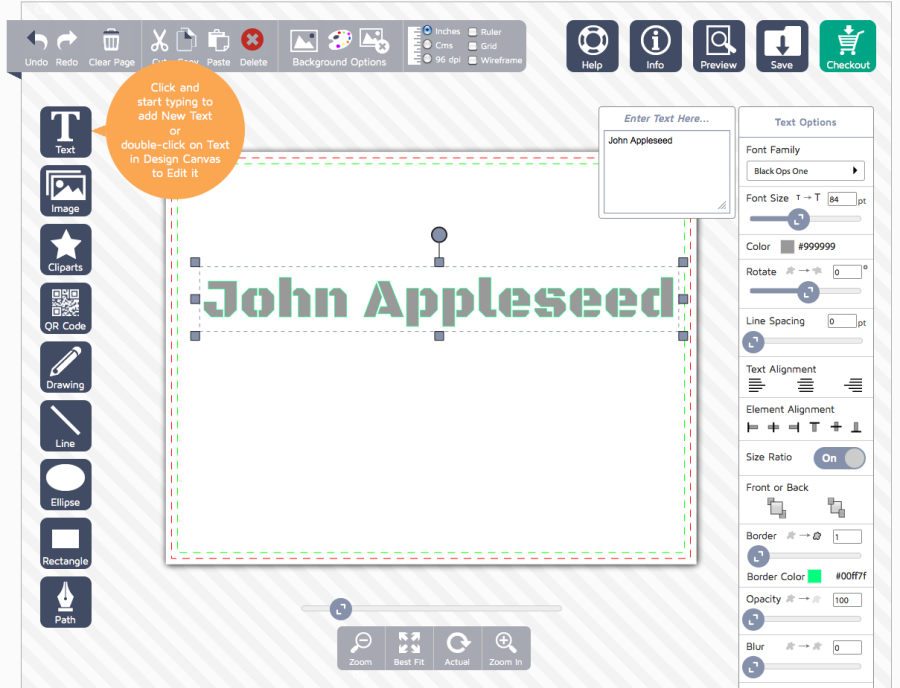 Undo Redo Clear Page
Cut Copy Paste Delete
Background Options
Inches
Cms
96 dpi
Ruler
Grid
Wireframe
Help
Info
Preview
Save
Checkout
Click and
start typing to
add New Text
or
double-click on Text
in Design Canvas
to Edit it
T
Text
Image
Cliparts
QR Code
Drawing
Line
Ellipse
Rectangle
Path
Enter Text Here...
John Appleseed
John Appleseed
Text Options
Font Family
Black Ops One
Font Size T → T 84 pt
Color #999999
Rotate 0 °
Line Spacing 0 pt
Text Alignment
Element Alignment
Size Ratio On
Front or Back
Border 1
Border Color #00ff7f
Opacity 100
Blur 0
Zoom
Best Fit
Actual
Zoom In